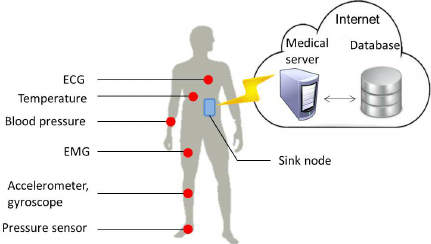 Internet
Medical
server
Database
ECG
Temperature
Blood pressure
EMG
Sink node
Accelerometer,
gyroscope
Pressure sensor